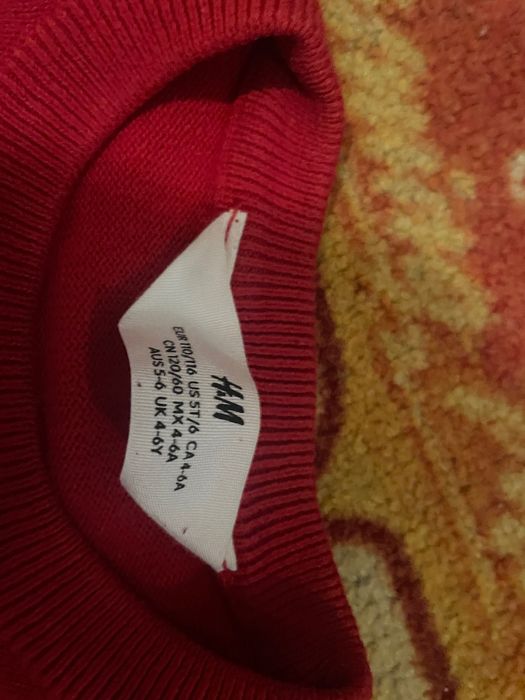 H&M
EUR 110/116 US 5T/6 CA 4-6A
CN 120/60 MX 4-6A
AUS 5-6 UK 4-6Y